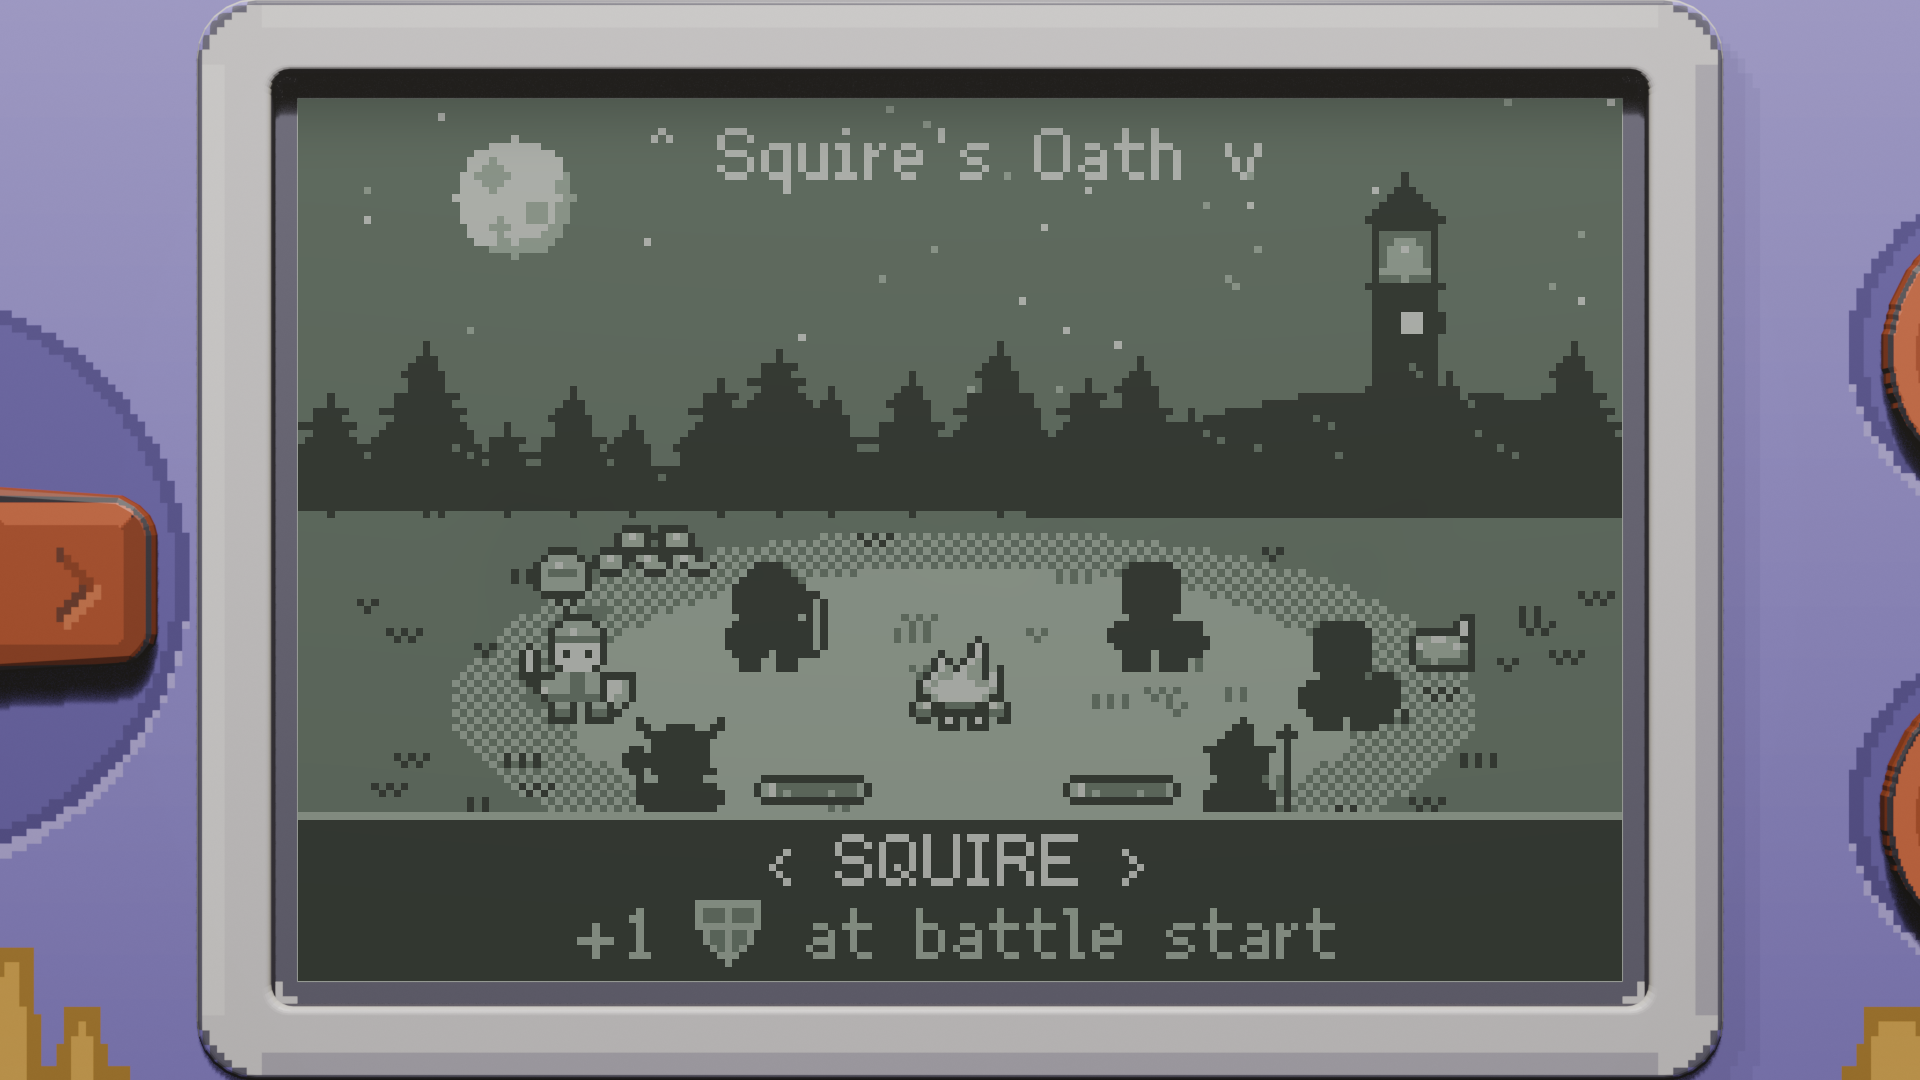 ^ Squire's Oath v
< SQUIRE >
+1 at battle start